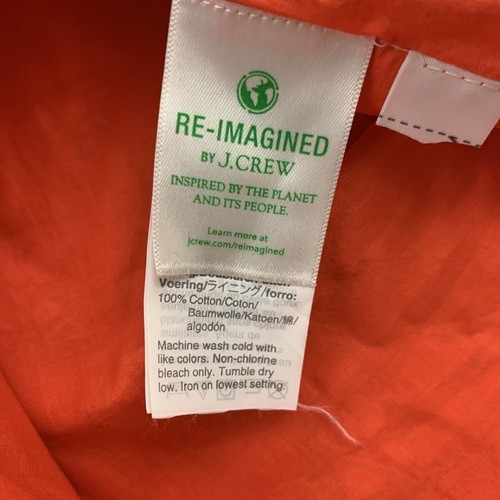 RE-IMAGINED
BY J.CREW
INSPIRED BY THE PLANET
AND ITS PEOPLE.
Learn more at
jcrew.com/reimagined
Voering/ライニング/forro:
100% Cotton/Coton/
Baumwolle/Katoen/綿/
algodón
Machine wash cold with
like colors. Non-chlorine
bleach only. Tumble dry
low. Iron on lowest setting.